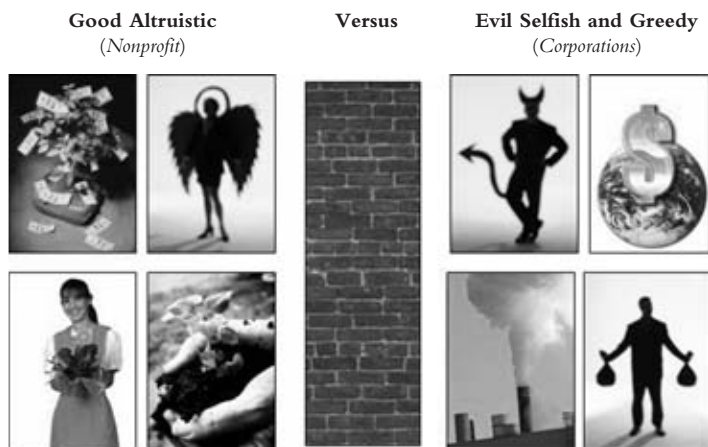 Good Altruistic
(Nonprofit)
Versus
Evil Selfish and Greedy
(Corporations)
$